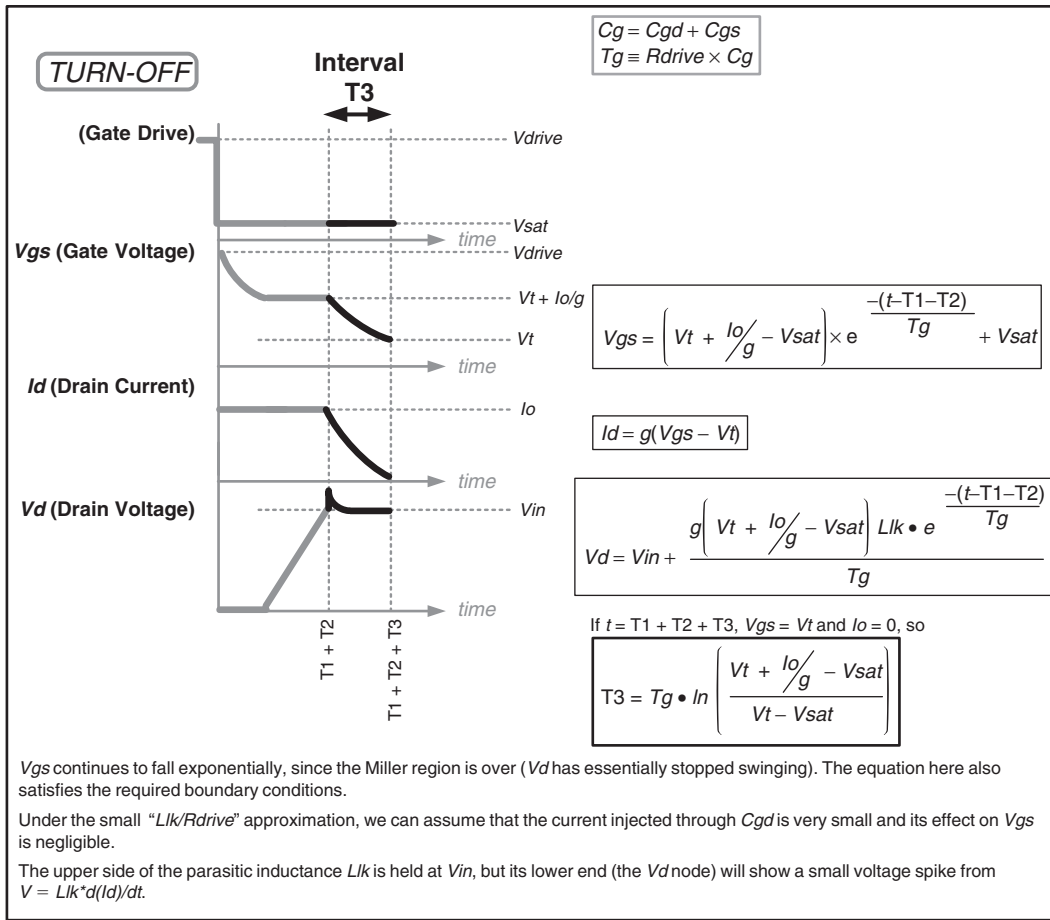 Cg = Cgd + Cgs
Tg ≡ Rdrive × Cg
TURN-OFF
Interval
T3
(Gate Drive)
Vdrive
Vsat
time
Vgs (Gate Voltage)
Vdrive
Vt + Io/g
Vt
time
Vgs = ( Vt + Io/g – Vsat ) × e –(t–T1–T2)/Tg + Vsat
Id (Drain Current)
Io
time
Id = g(Vgs – Vt)
Vd (Drain Voltage)
Vin
time
Vd = Vin + g( Vt + Io/g – Vsat ) Llk • e –(t–T1–T2)/Tg / Tg
T1 + T2
T1 + T2 + T3
If t = T1 + T2 + T3, Vgs = Vt and Io = 0, so
T3 = Tg • ln ( Vt + Io/g – Vsat / Vt – Vsat )
Vgs continues to fall exponentially, since the Miller region is over (Vd has essentially stopped swinging). The equation here also
satisfies the required boundary conditions.
Under the small “Llk/Rdrive” approximation, we can assume that the current injected through Cgd is very small and its effect on Vgs
is negligible.
The upper side of the parasitic inductance Llk is held at Vin, but its lower end (the Vd node) will show a small voltage spike from
V = Llk*d(Id)/dt.